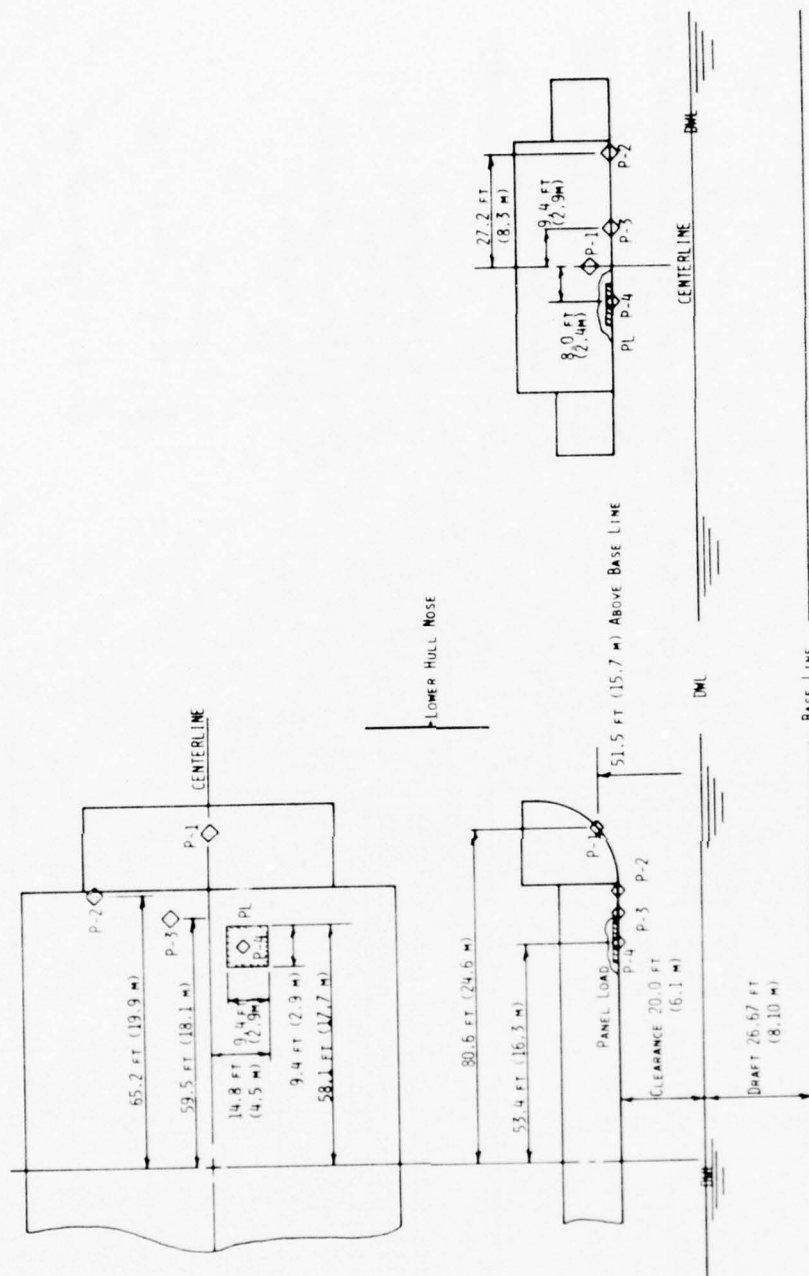 CENTERLINE
P-1
P-2
P-3
PL
P-4
65.2 FT (19.9 M)
59.5 FT (18.1 M)
14.8 FT
(4.5 M)
9.4 FT
(2.9M)
9.4 FT (2.9 M)
58.1 FT (17.7 M)
LOWER HULL NOSE
51.5 FT (15.7 M) ABOVE BASE LINE
P-1
P-2
P-3
P-4
PANEL LOAD
80.6 FT (24.6 M)
53.4 FT (16.3 M)
CLEARANCE 20.0 FT
(6.1 M)
DRAFT 26.67 FT
(8.10 M)
DWL
DWL
BASE LINE
27.2 FT
(8.3 M)
9.4 FT
(2.9M)
P-1
8.0 FT
(2.4M)
P-2
P-3
P-4
PL
CENTERLINE
DWL